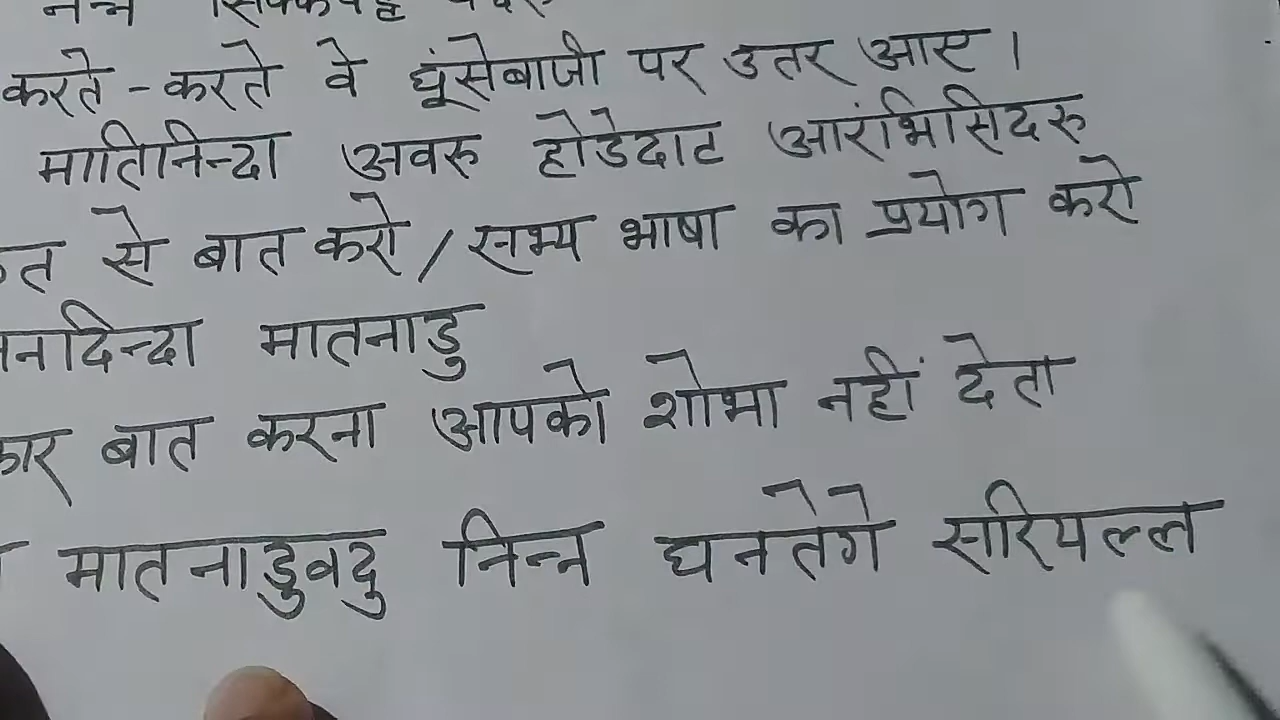 करते - करते वे घूंसेबाजी पर उतर आए ।
मातिनिन्दा अवरु होडेदाट आरंभिसिदरु
से बात करो / सभ्य भाषा का प्रयोग करो
मातनाडु
बात करना आपको शोभा नहीं देता
मातनाडुवदु निन्न घनतेगे सरियल्ल